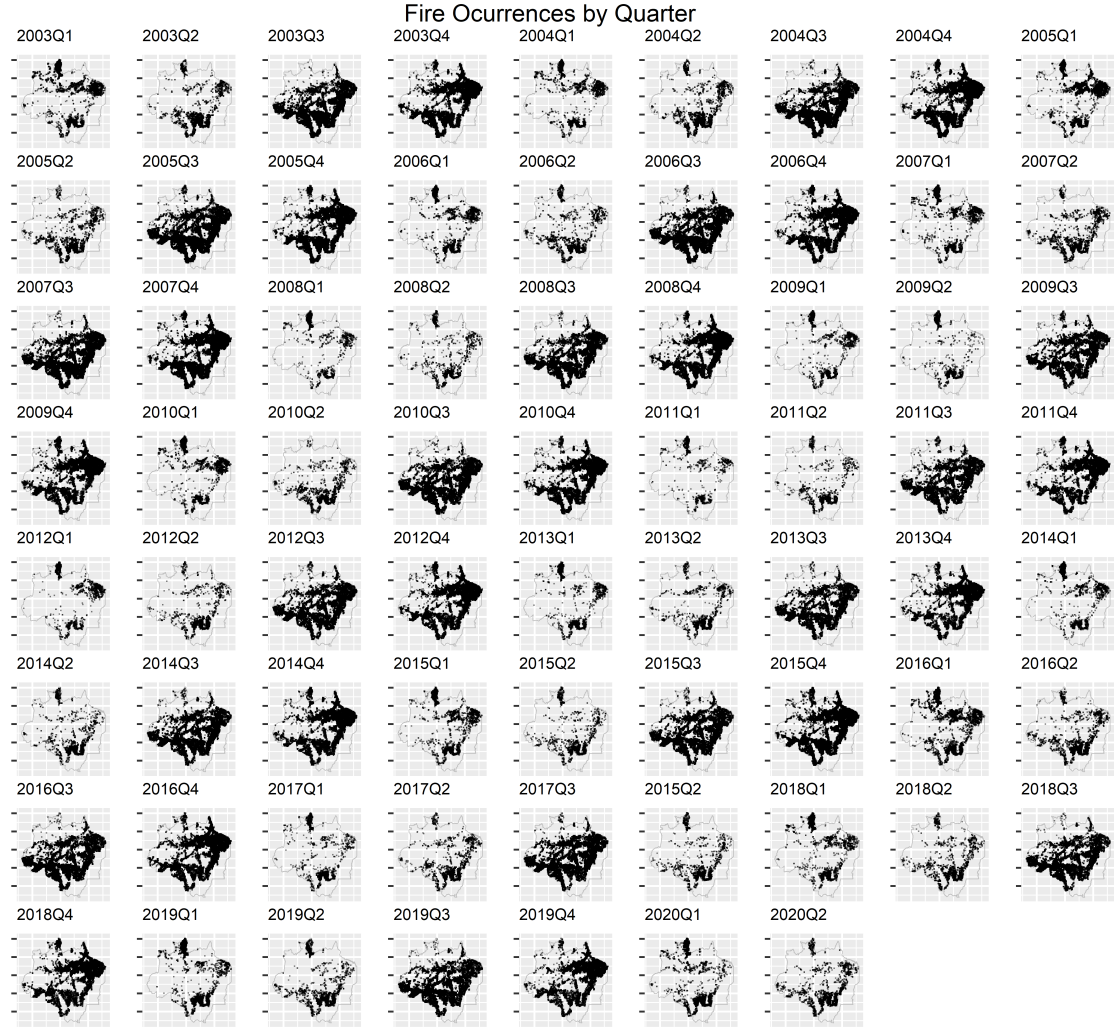 Fire Ocurrences by Quarter
2003Q1 2003Q2 2003Q3 2003Q4 2004Q1 2004Q2 2004Q3 2004Q4 2005Q1
2005Q2 2005Q3 2005Q4 2006Q1 2006Q2 2006Q3 2006Q4 2007Q1 2007Q2
2007Q3 2007Q4 2008Q1 2008Q2 2008Q3 2008Q4 2009Q1 2009Q2 2009Q3
2009Q4 2010Q1 2010Q2 2010Q3 2010Q4 2011Q1 2011Q2 2011Q3 2011Q4
2012Q1 2012Q2 2012Q3 2012Q4 2013Q1 2013Q2 2013Q3 2013Q4 2014Q1
2014Q2 2014Q3 2014Q4 2015Q1 2015Q2 2015Q3 2015Q4 2016Q1 2016Q2
2016Q3 2016Q4 2017Q1 2017Q2 2017Q3 2015Q2 2018Q1 2018Q2 2018Q3
2018Q4 2019Q1 2019Q2 2019Q3 2019Q4 2020Q1 2020Q2